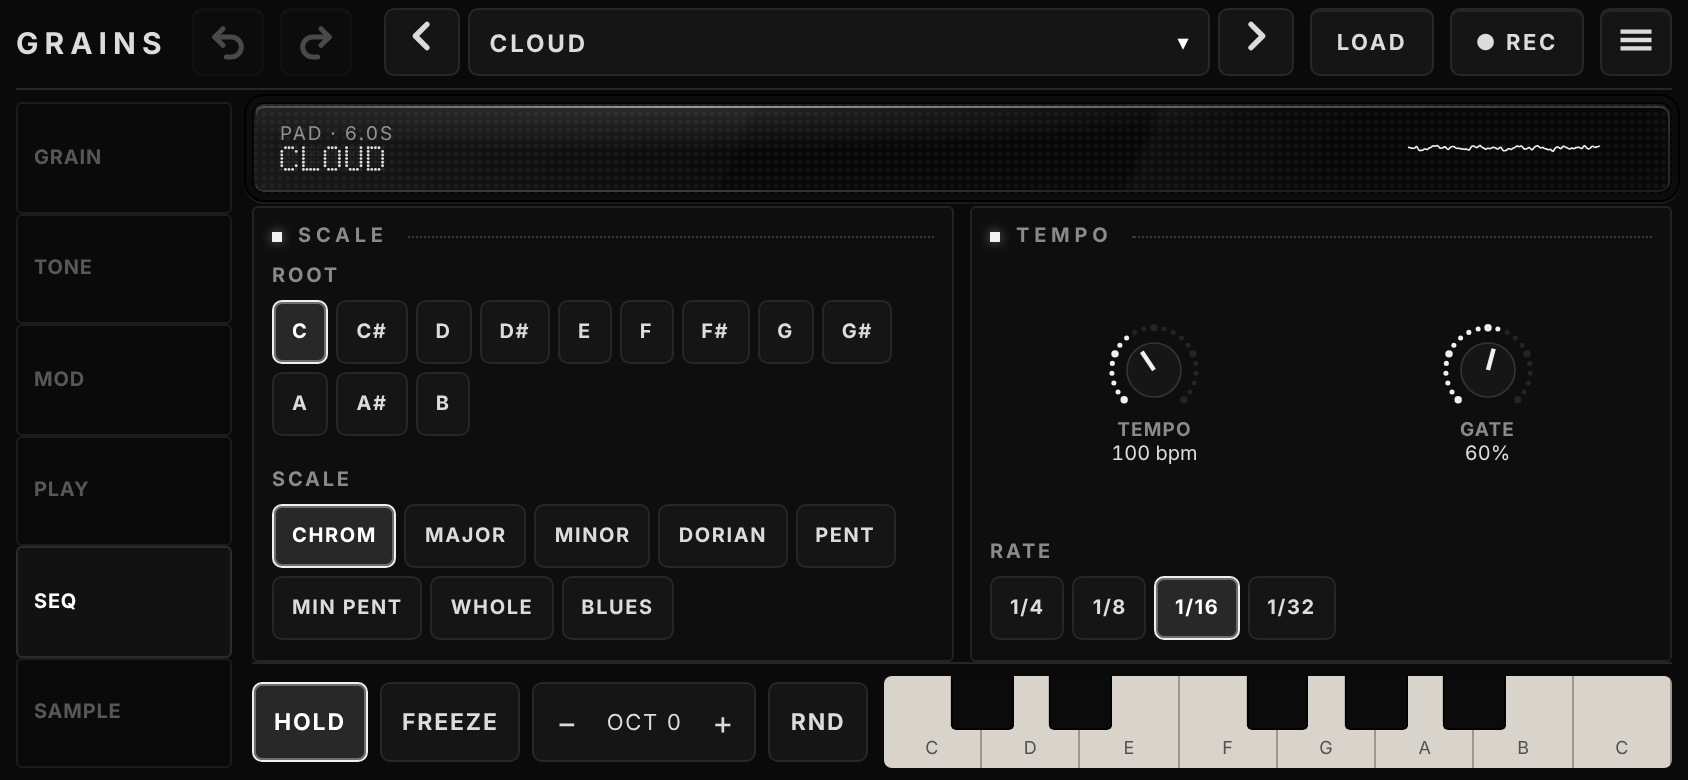 GRAINS
CLOUD
LOAD
REC
GRAIN
TONE
MOD
PLAY
SEQ
SAMPLE
PAD · 6.0S
CLOUD
SCALE
ROOT
C C# D D# E F F# G G#
A A# B
SCALE
CHROM MAJOR MINOR DORIAN PENT
MIN PENT WHOLE BLUES
TEMPO
TEMPO GATE
100 bpm 60%
RATE
1/4 1/8 1/16 1/32
HOLD FREEZE − OCT 0 + RND
C D E F G A B C